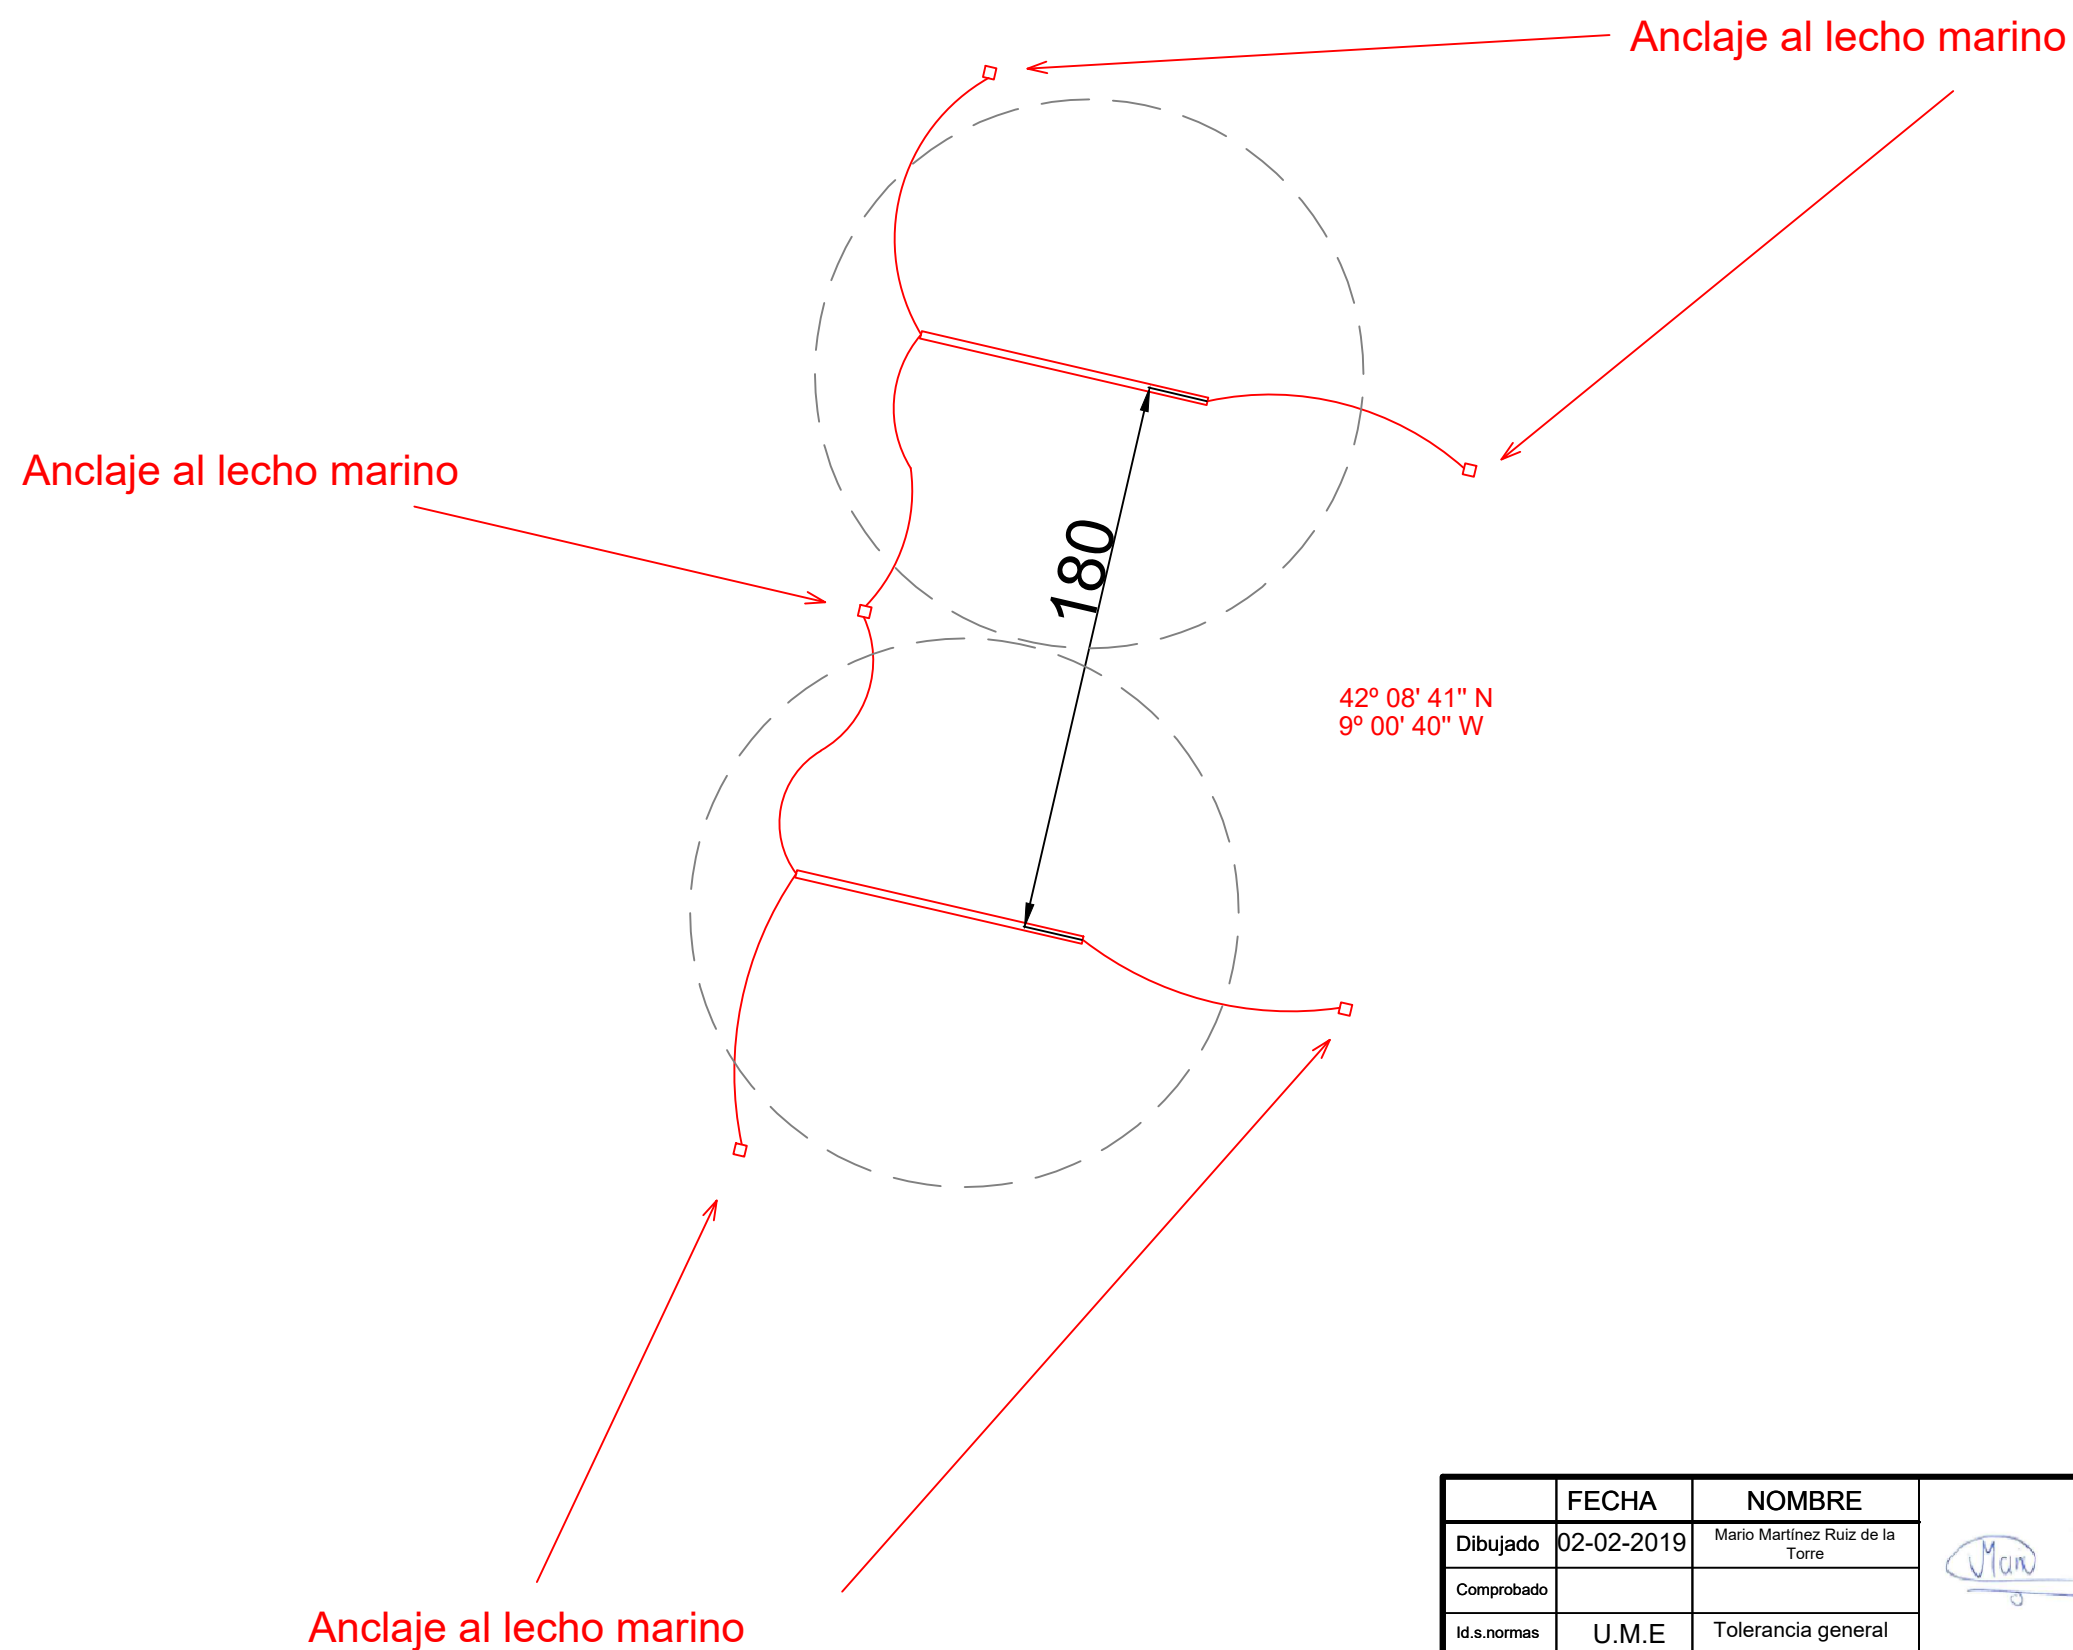 Anclaje al lecho marino
Anclaje al lecho marino
180
42º 08' 41" N
9º 00' 40" W
Anclaje al lecho marino
FECHA NOMBRE
Dibujado 02-02-2019 Mario Martínez Ruiz de la
Torre
Comprobado
Id.s.normas U.M.E Tolerancia general